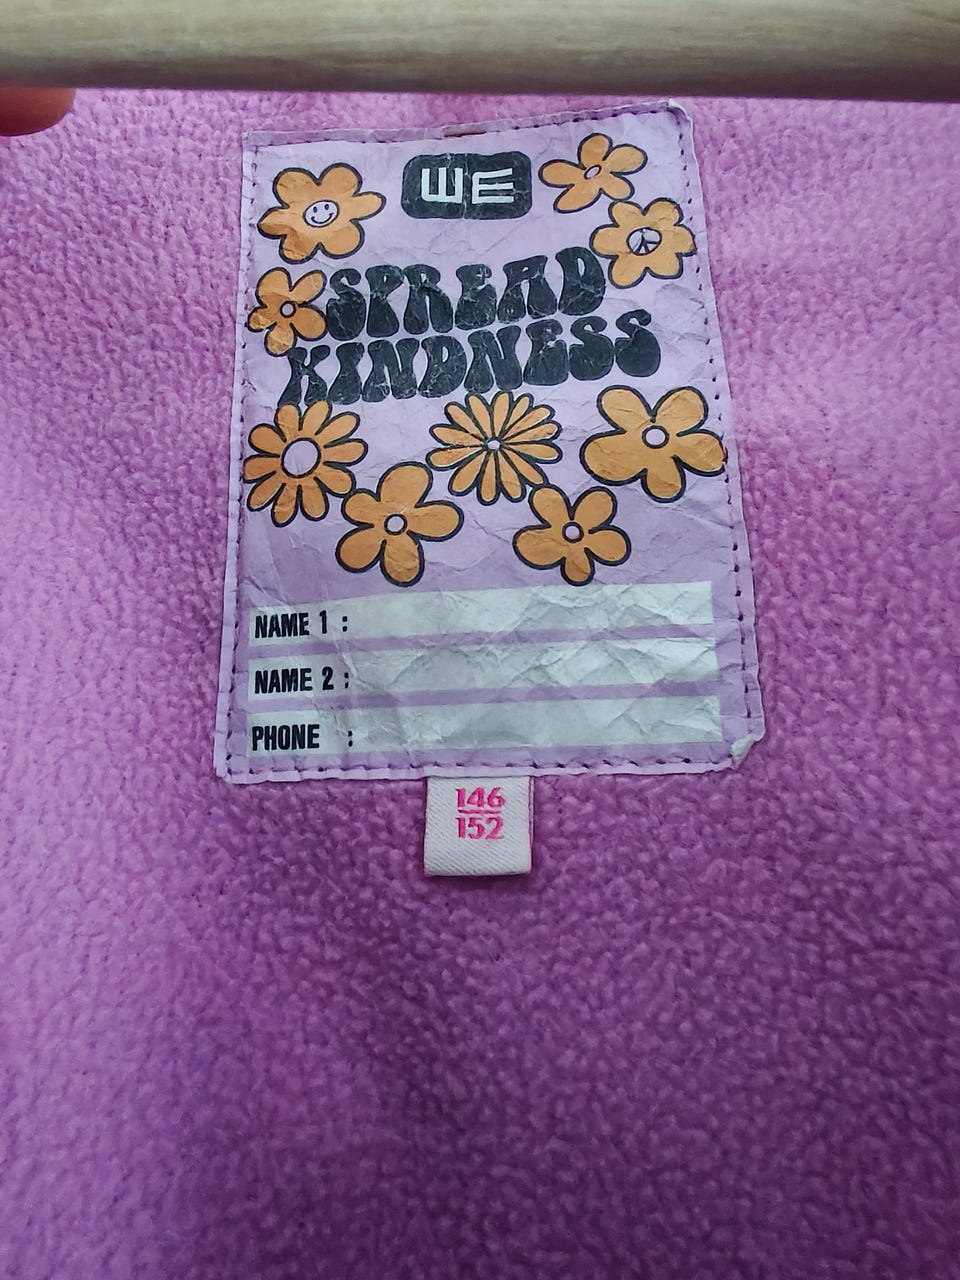 WE
SPREAD
KINDNESS
NAME 1 :
NAME 2 :
PHONE :
146
152